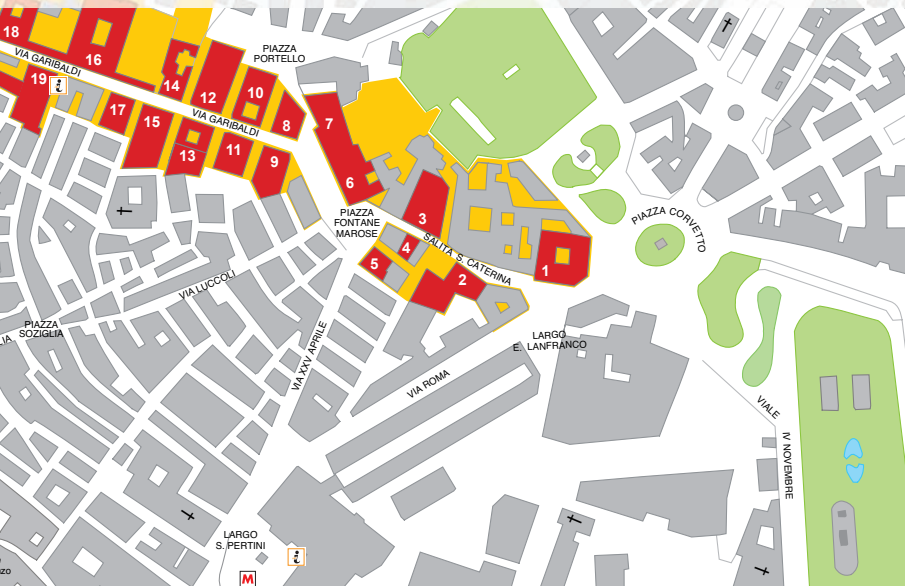 18
16
VIA GARIBALDI
19
i
14
12
10
8
17
15
13
11
9
VIA GARIBALDI
PIAZZA
PORTELLO
7
6
3
PIAZZA
FONTANE
MAROSE
4
5
SALITA S. CATERINA
2
1
PIAZZA CORVETTO
VIA LUCCOLI
PIAZZA
SOZIGLIA
LIA
VIA XXV APRILE
LARGO
E. LANFRANCO
VIA ROMA
VIALE
IV NOVEMBRE
LARGO
S. PERTINI
i
M
nzo